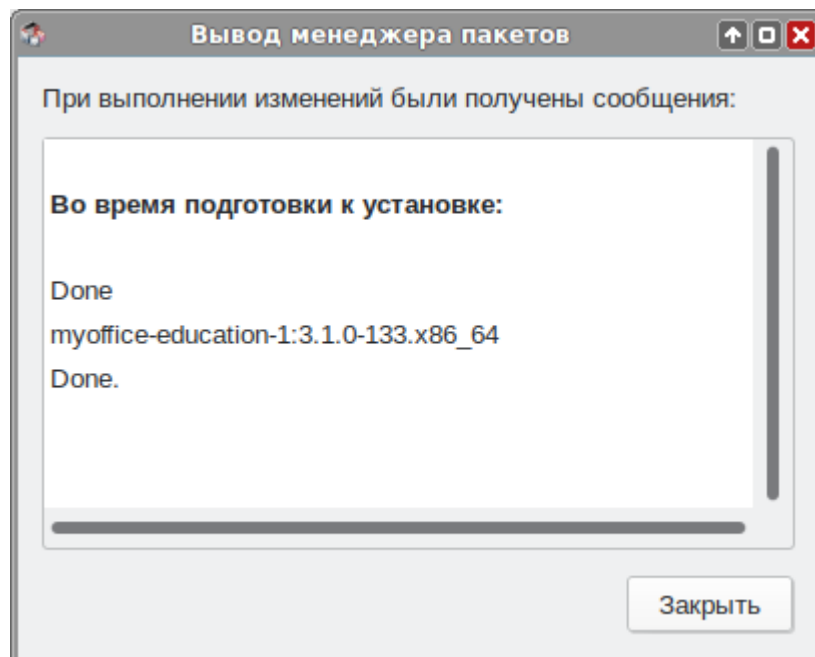 Вывод менеджера пакетов
При выполнении изменений были получены сообщения:
Во время подготовки к установке:
Done
myoffice-education-1:3.1.0-133.x86_64
Done.
Закрыть